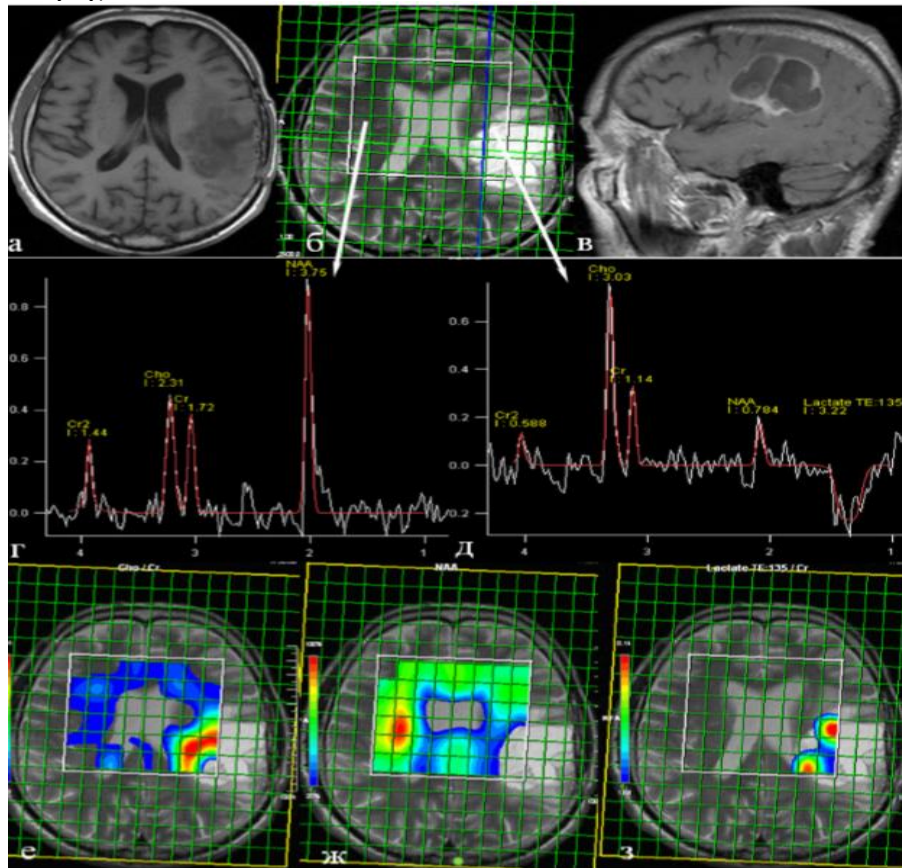 а
б
в
NAA
I : 3.75
Cho
I : 2.31
Cr
I : 1.72
Cr2
I : 1.44
0.8
0.6
0.4
0.2
0.0
4
3
2
1
г
Cho
I : 3.03
Cr
I : 1.14
Cr2
I : 0.588
NAA
I : 0.784
Lactate TE:135
I : 3.22
0.6
0.4
0.2
0.0
0.2
4
3
2
1
д
Cho / Cr
NAA
Lactate TE:135 / Cr
е
ж
з